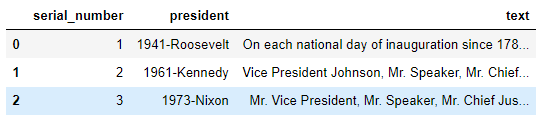 serial_number president text
0 1 1941-Roosevelt On each national day of inauguration since 178...
1 2 1961-Kennedy Vice President Johnson, Mr. Speaker, Mr. Chief...
2 3 1973-Nixon Mr. Vice President, Mr. Speaker, Mr. Chief Jus...